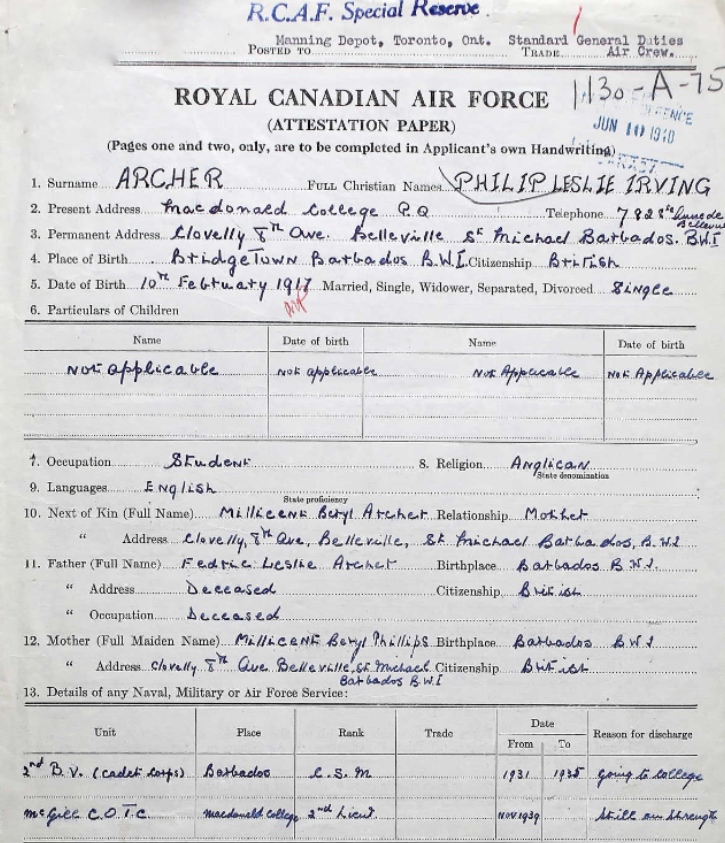 R.C.A.F. Special Reserve.
Manning Depot, Toronto, Ont. Standard General Duties
POSTED TO TRADE Air Crew.
ROYAL CANADIAN AIR FORCE 1130-A-75
(ATTESTATION PAPER)
JUN 10 1940
(Pages one and two, only, are to be completed in Applicant's own Handwriting)
1. Surname ARCHER FULL Christian Names PHILIP LESLIE IRVING
2. Present Address Macdonald College P.Q Telephone 7828
3. Permanent Address Clovelly 8th Ave. Belleville St Michael Barbados. B.W.I
4. Place of Birth Bridgetown Barbados B.W.I. Citizenship British
5. Date of Birth 10th February 1917 Married, Single, Widower, Separated, Divorced Single
6. Particulars of Children
Name Date of birth Name Date of birth
Not applicable Not applicable Not Applicable Not Applicable
7. Occupation Student 8. Religion Anglican
State denomination
9. Languages English
State proficiency
10. Next of Kin (Full Name) Millicent Beryl Archer Relationship Mother
" Address Clovelly, 8th Ave, Belleville, St. Michael Barbados, B.W.I
11. Father (Full Name) Fedric Leslie Archer Birthplace Barbados B.W.I.
" Address Deceased Citizenship British
" Occupation Deceased
12. Mother (Full Maiden Name) Millicent Beryl Phillips Birthplace Barbados B.W.I
" Address Clovelly 8th Ave Belleville, St. Michael Citizenship British
Barbados B.W.I
13. Details of any Naval, Military or Air Force Service:
Unit Place Rank Trade Date Reason for discharge
From To
2nd B.V. (cadet corps) Barbados C.S.M 1931 1935 Going to college
McGill C.O.T.C. Macdonald College 2nd Lieut. Nov 1939 Still on Strength